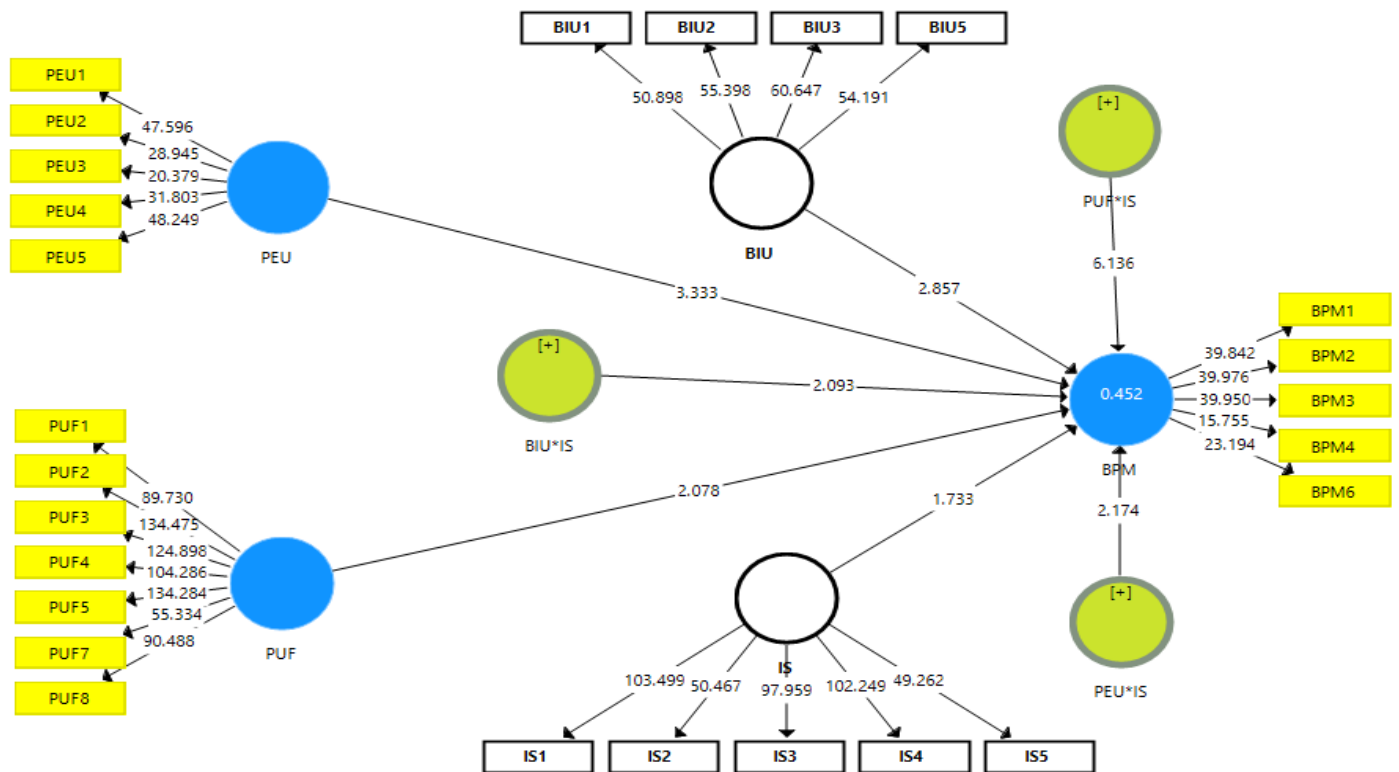 BIU1
BIU2
BIU3
BIU5
50.898
55.398
60.647
54.191
BIU
PEU1
PEU2
PEU3
PEU4
PEU5
47.596
28.945
20.379
31.803
48.249
PEU
[+]
PUF*IS
6.136
3.333
2.857
[+]
BIU*IS
2.093
0.452
BPM
39.842
39.976
39.950
15.755
23.194
BPM1
BPM2
BPM3
BPM4
BPM6
PUF1
PUF2
PUF3
PUF4
PUF5
PUF7
PUF8
89.730
134.475
124.898
104.286
134.284
55.334
90.488
PUF
2.078
1.733
2.174
[+]
PEU*IS
IS
103.499
50.467
97.959
102.249
49.262
IS1
IS2
IS3
IS4
IS5